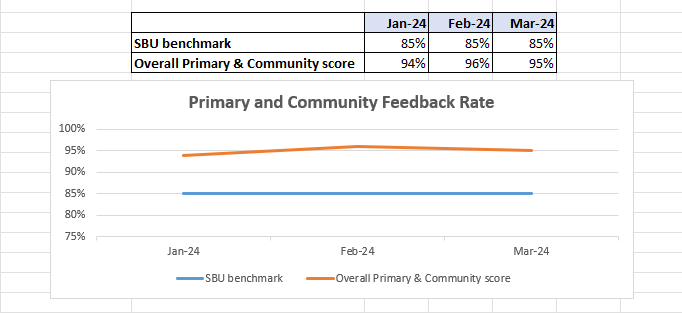 Jan-24 Feb-24 Mar-24
SBU benchmark 85% 85% 85%
Overall Primary & Community score 94% 96% 95%
Primary and Community Feedback Rate
100%
95%
90%
85%
80%
75%
Jan-24 Feb-24 Mar-24
SBU benchmark Overall Primary & Community score